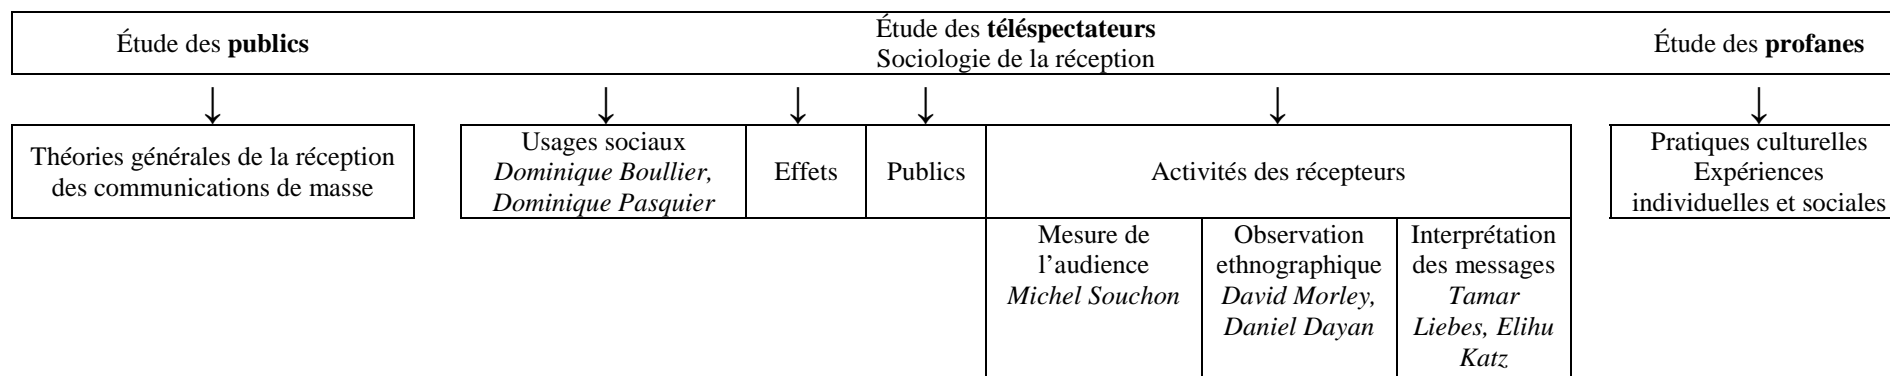 Étude des publics
Étude des téléspectateurs
Sociologie de la réception
Étude des profanes
Théories générales de la réception
des communications de masse
Usages sociaux
Dominique Boullier,
Dominique Pasquier
Effets
Publics
Activités des récepteurs
Pratiques culturelles
Expériences
individuelles et sociales
Mesure de
l’audience
Michel Souchon
Observation
ethnographique
David Morley,
Daniel Dayan
Interprétation
des messages
Tamar
Liebes, Elihu
Katz